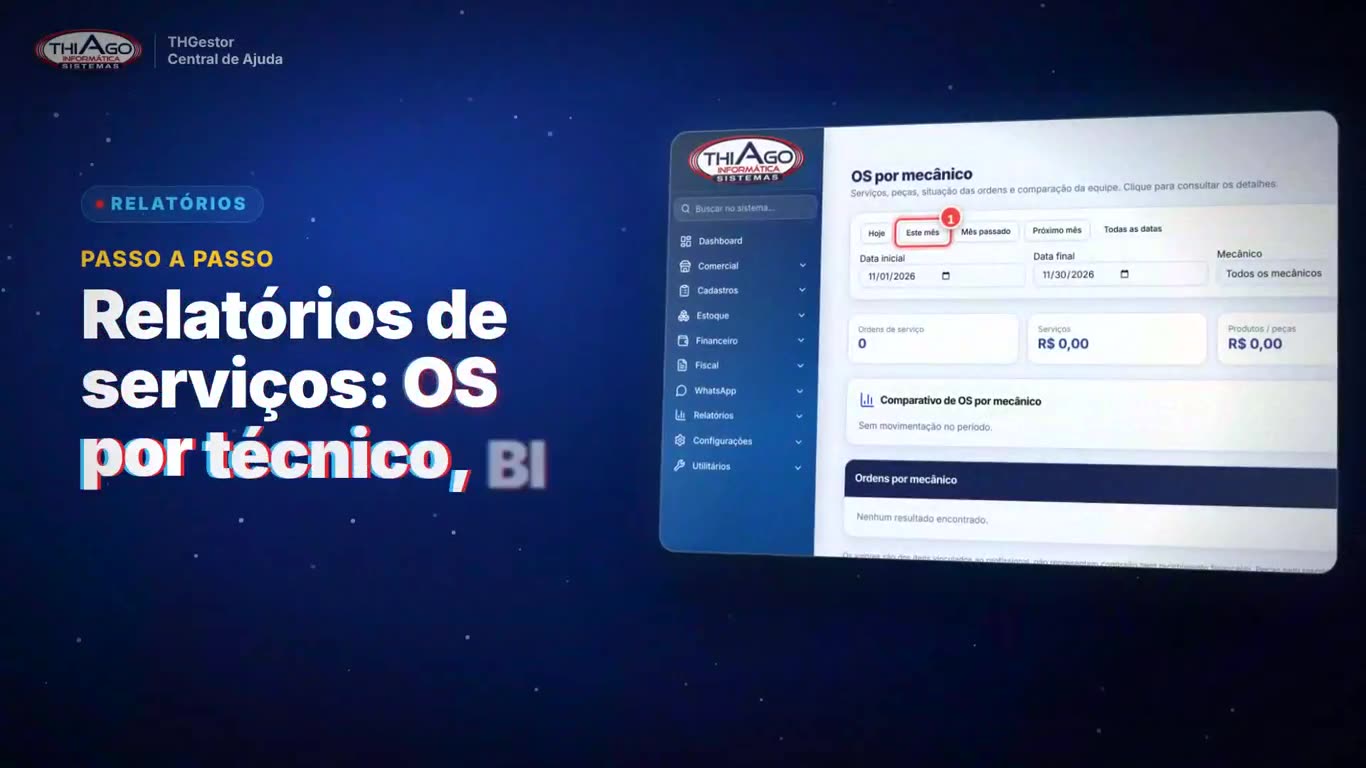 THIAGO
INFORMÁTICA
SISTEMAS
THGestor
Central de Ajuda
RELATÓRIOS
PASSO A PASSO
Relatórios de
serviços: OS
por técnico, BI
THIAGO
INFORMÁTICA
SISTEMAS
Buscar no sistema...
Dashboard
Comercial
Cadastros
Estoque
Financeiro
Fiscal
WhatsApp
Relatórios
Configurações
Utilitários
OS por mecânico
Serviços, peças, situação das ordens e comparação da equipe. Clique para consultar os detalhes.
1
Hoje Este mês Mês passado Próximo mês Todas as datas
Data inicial Data final Mecânico
11/01/2026 11/30/2026 Todos os mecânicos
Ordens de serviço Serviços Produtos / peças
0 R$ 0,00 R$ 0,00
Comparativo de OS por mecânico
Sem movimentação no período.
Ordens por mecânico
Nenhum resultado encontrado.